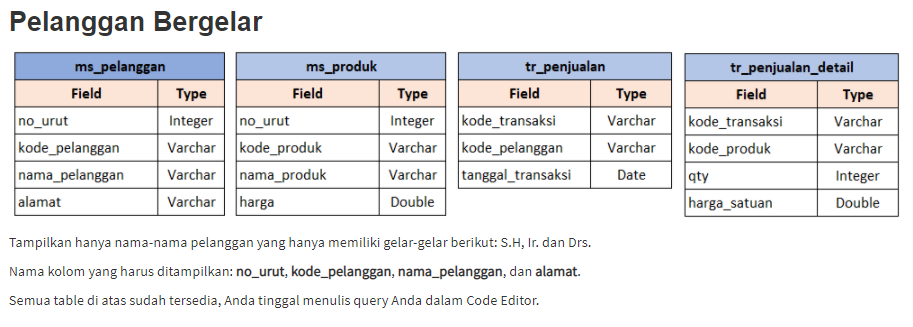 Pelanggan Bergelar
ms_pelanggan
Field Type
no_urut Integer
kode_pelanggan Varchar
nama_pelanggan Varchar
alamat Varchar
ms_produk
Field Type
no_urut Integer
kode_produk Varchar
nama_produk Varchar
harga Double
tr_penjualan
Field Type
kode_transaksi Varchar
kode_pelanggan Varchar
tanggal_transaksi Date
tr_penjualan_detail
Field Type
kode_transaksi Varchar
kode_produk Varchar
qty Integer
harga_satuan Double
Tampilkan hanya nama-nama pelanggan yang hanya memiliki gelar-gelar berikut: S.H, Ir. dan Drs.
Nama kolom yang harus ditampilkan: no_urut, kode_pelanggan, nama_pelanggan, dan alamat.
Semua table di atas sudah tersedia, Anda tinggal menulis query Anda dalam Code Editor.